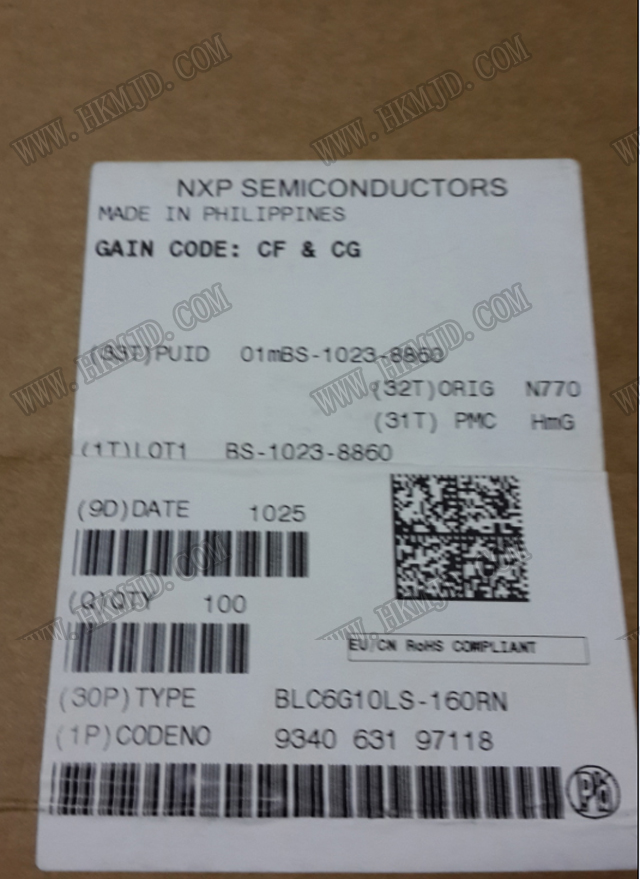 WWW.HKMJD.COM
WWW.HKMJD.COM
NXP SEMICONDUCTORS
MADE IN PHILIPPINES
GAIN CODE: CF & CG
WWW.HKMJD.COM
WWW.HKMJD.COM
(33T)PUID 01mBS-1023-8860
(32T)ORIG N770
(31T) PMC HmG
(1T)LOT1 BS-1023-8860
(9D)DATE 1025
WWW.HKMJD.COM
WWW.HKMJD.COM
(Q)QTY 100
EU/CN RoHS COMPLIANT
(30P)TYPE BLC6G10LS-160RN
(1P)CODENO 9340 631 97118
Pb